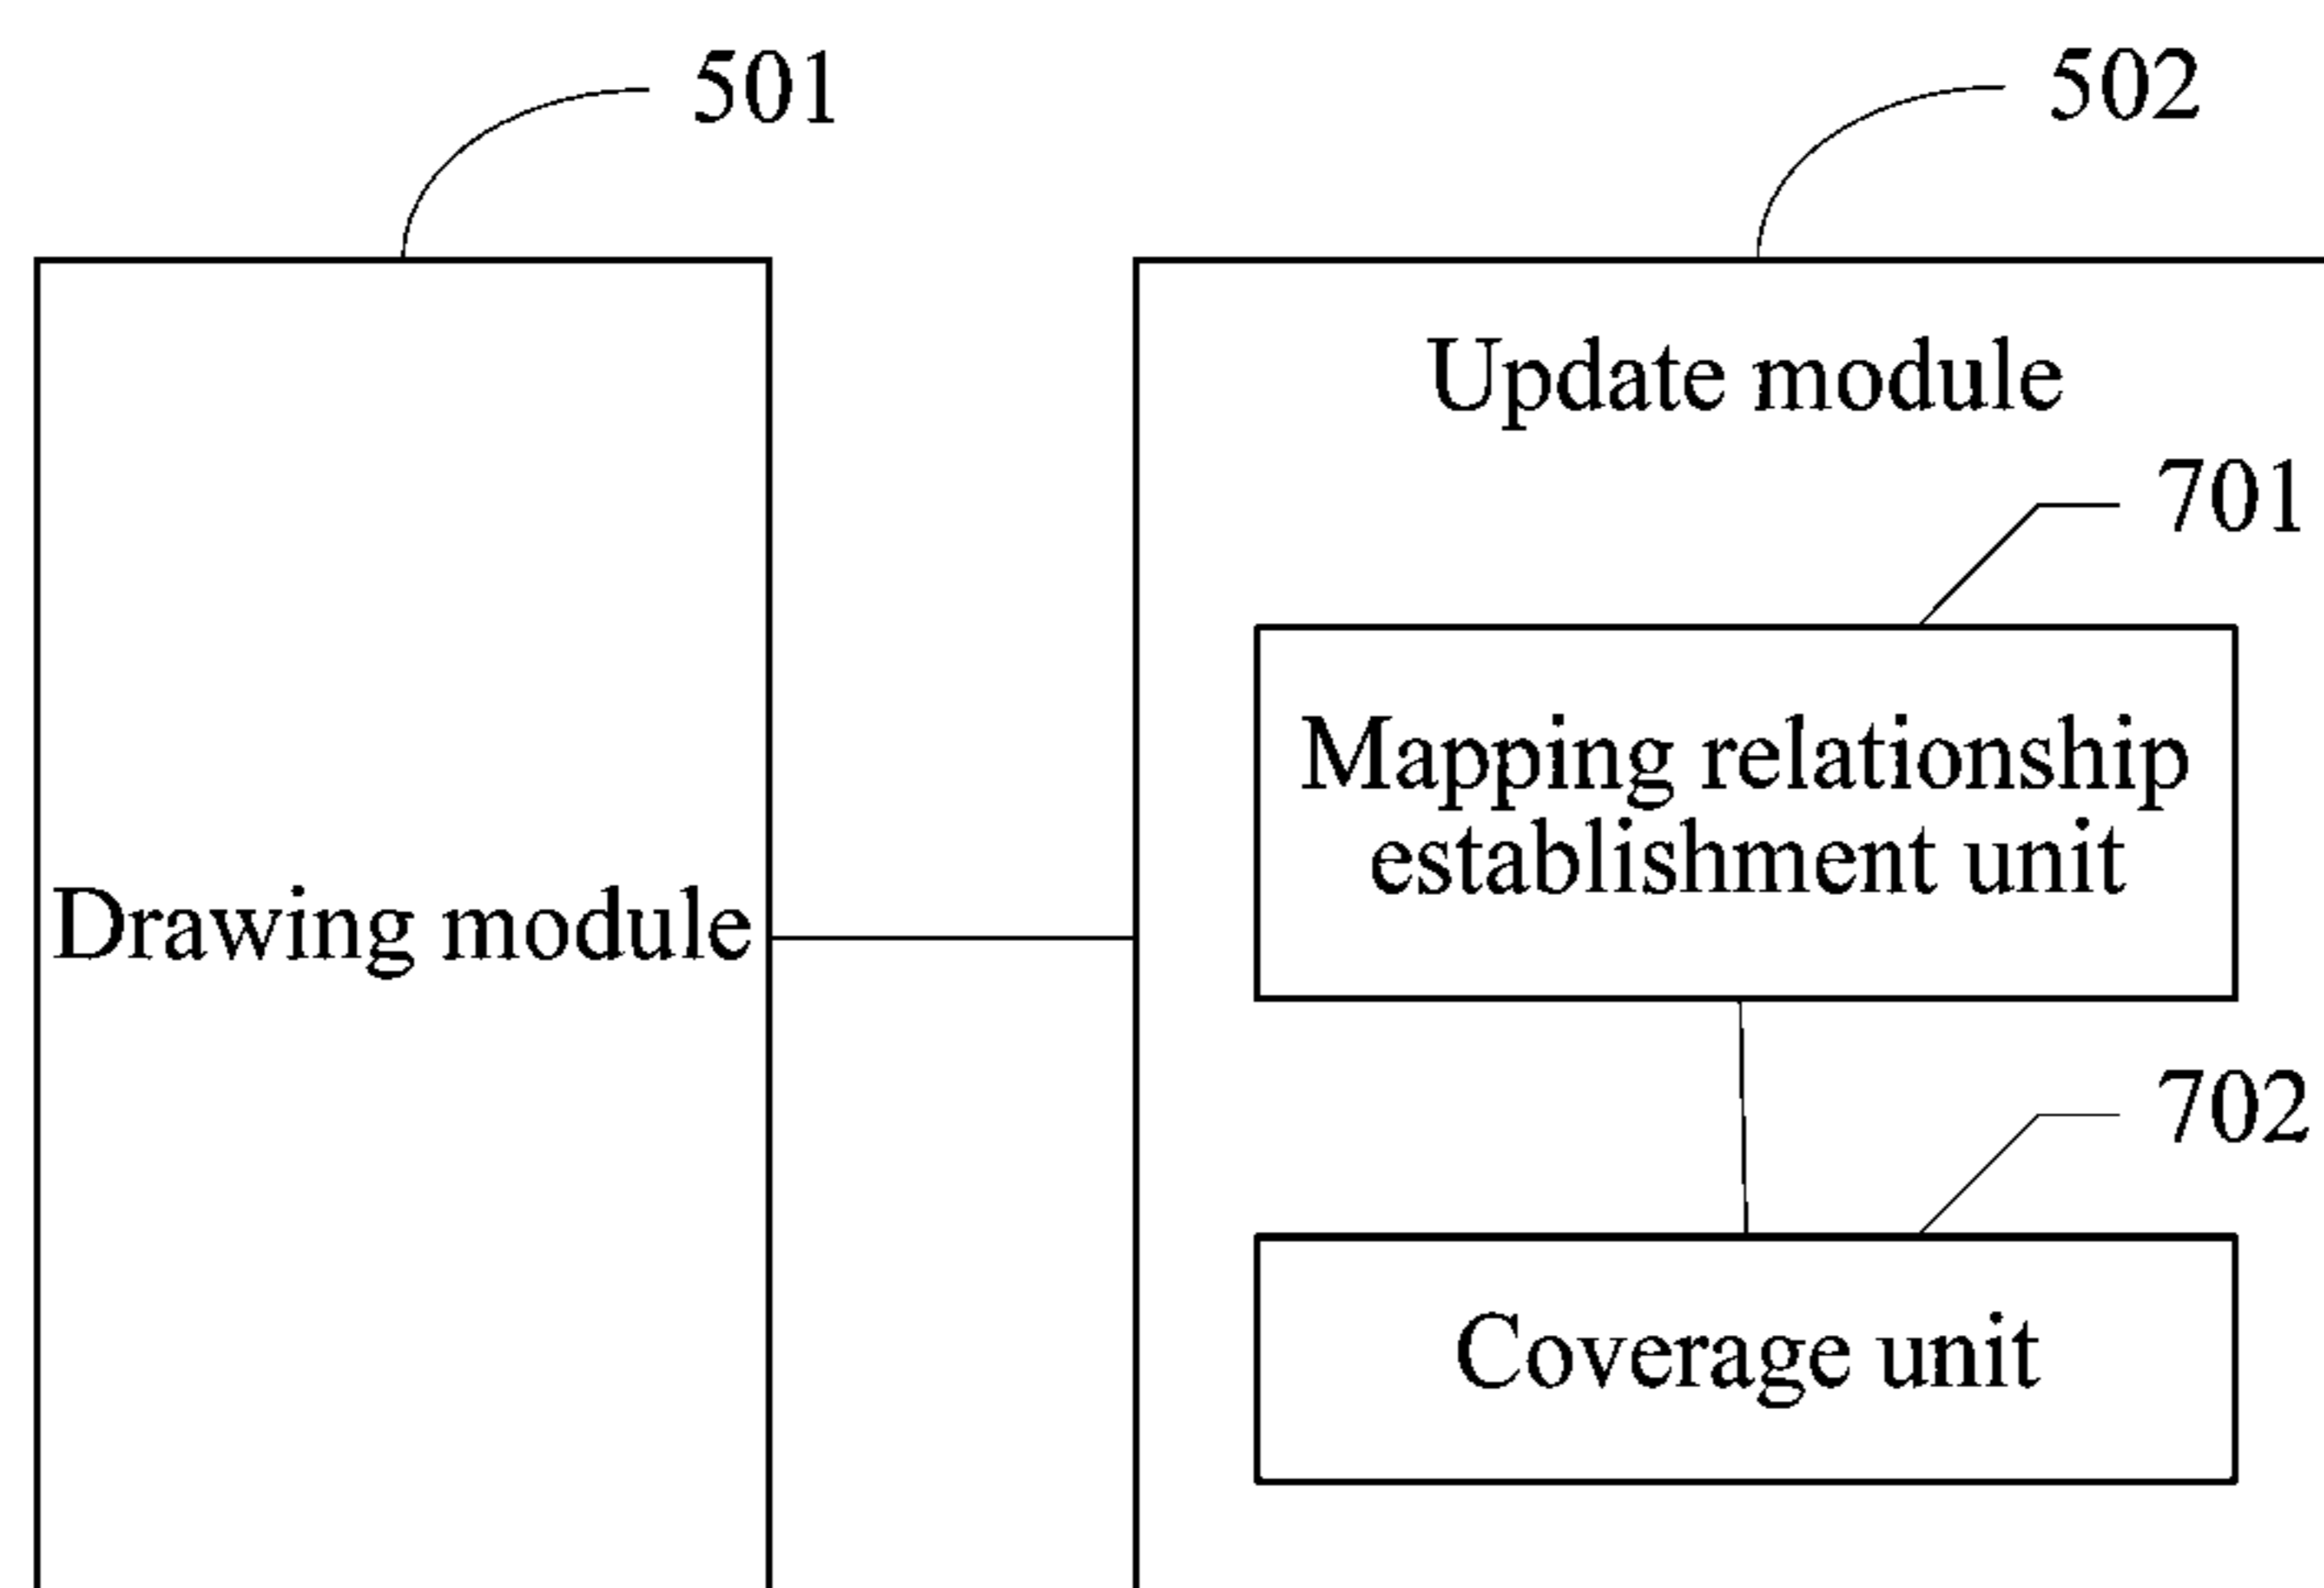 501
502
Update module
701
Mapping relationship
establishment unit
Drawing module
702
Coverage unit